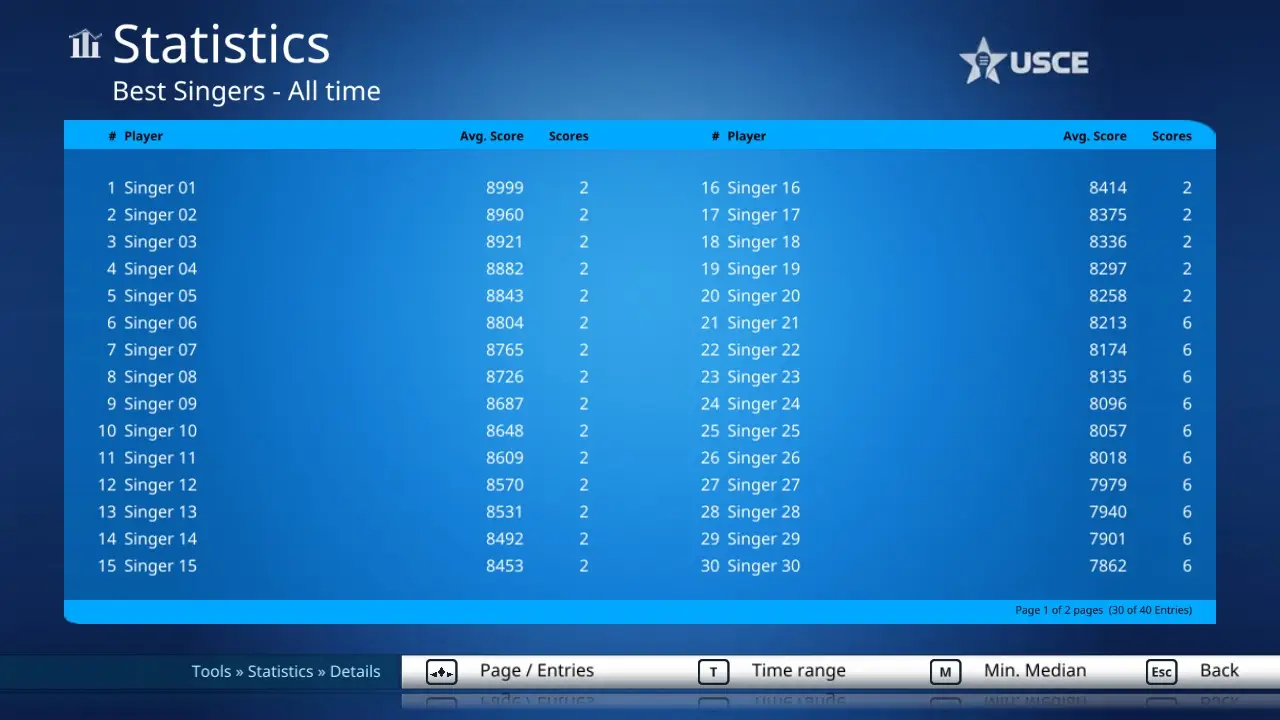 Statistics
Best Singers - All time
USCE
# Player Avg. Score Scores # Player Avg. Score Scores
1 Singer 01 8999 2 16 Singer 16 8414 2
2 Singer 02 8960 2 17 Singer 17 8375 2
3 Singer 03 8921 2 18 Singer 18 8336 2
4 Singer 04 8882 2 19 Singer 19 8297 2
5 Singer 05 8843 2 20 Singer 20 8258 2
6 Singer 06 8804 2 21 Singer 21 8213 6
7 Singer 07 8765 2 22 Singer 22 8174 6
8 Singer 08 8726 2 23 Singer 23 8135 6
9 Singer 09 8687 2 24 Singer 24 8096 6
10 Singer 10 8648 2 25 Singer 25 8057 6
11 Singer 11 8609 2 26 Singer 26 8018 6
12 Singer 12 8570 2 27 Singer 27 7979 6
13 Singer 13 8531 2 28 Singer 28 7940 6
14 Singer 14 8492 2 29 Singer 29 7901 6
15 Singer 15 8453 2 30 Singer 30 7862 6
Page 1 of 2 pages (30 of 40 Entries)
Tools » Statistics » Details Page / Entries T Time range M Min. Median Esc Back